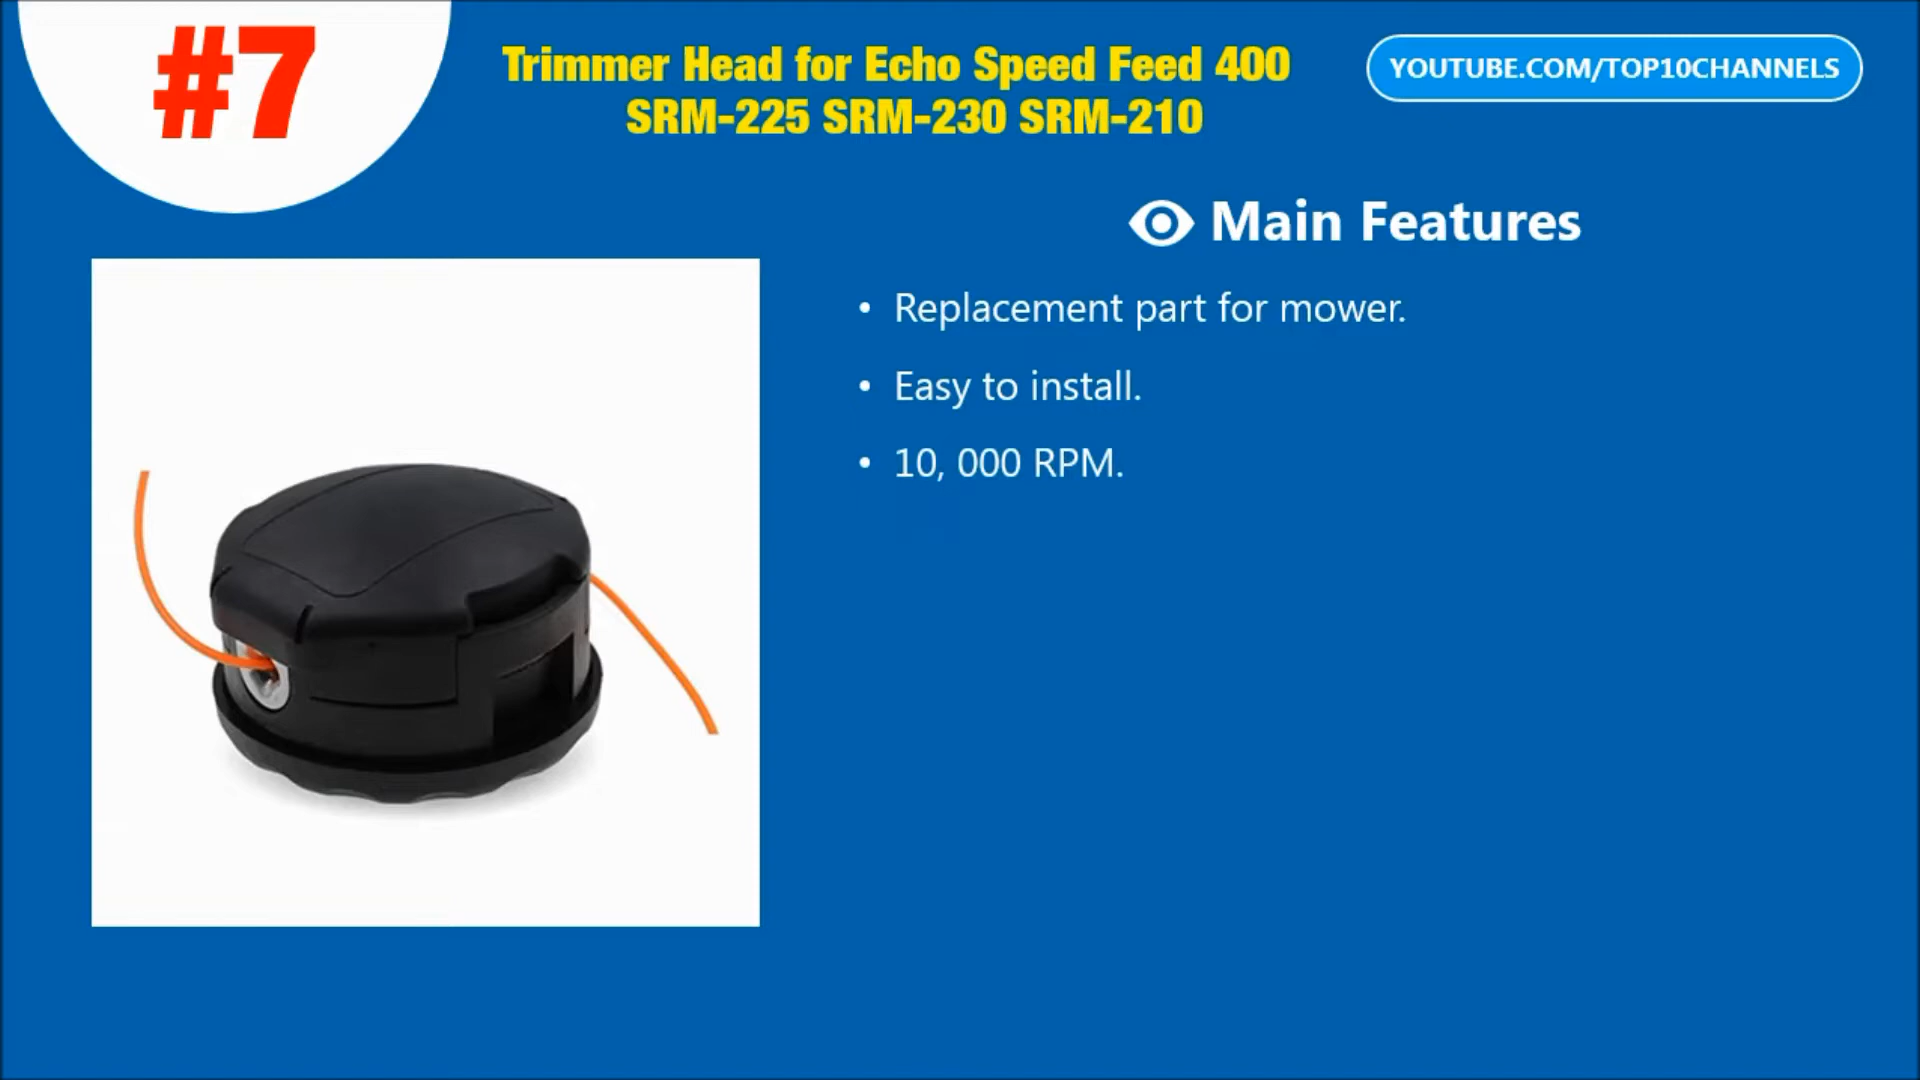 #7
Trimmer Head for Echo Speed Feed 400
SRM-225 SRM-230 SRM-210
YOUTUBE.COM/TOP10CHANNELS
Main Features
• Replacement part for mower.
• Easy to install.
• 10, 000 RPM.